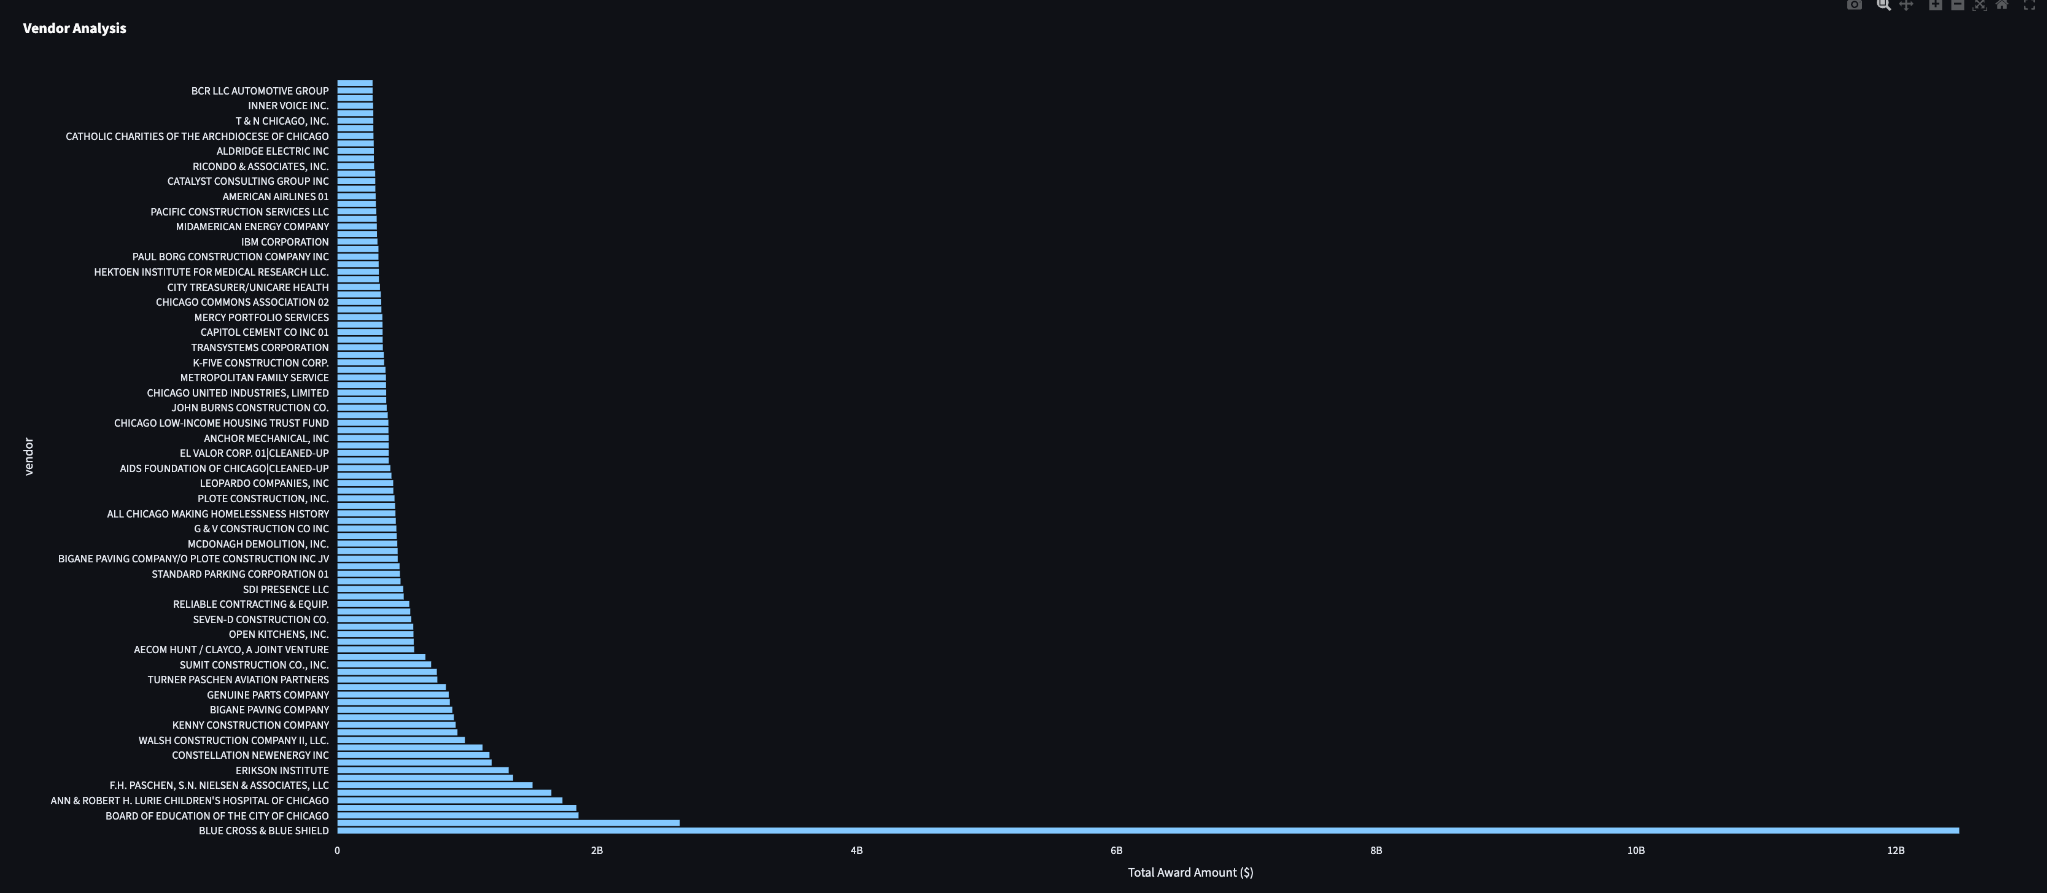 Vendor Analysis
BCR LLC AUTOMOTIVE GROUP
INNER VOICE INC.
T & N CHICAGO, INC.
CATHOLIC CHARITIES OF THE ARCHDIOCESE OF CHICAGO
ALDRIDGE ELECTRIC INC
RICONDO & ASSOCIATES, INC.
CATALYST CONSULTING GROUP INC
AMERICAN AIRLINES 01
PACIFIC CONSTRUCTION SERVICES LLC
MIDAMERICAN ENERGY COMPANY
IBM CORPORATION
PAUL BORG CONSTRUCTION COMPANY INC
HEKTOEN INSTITUTE FOR MEDICAL RESEARCH LLC.
CITY TREASURER/UNICARE HEALTH
CHICAGO COMMONS ASSOCIATION 02
MERCY PORTFOLIO SERVICES
CAPITOL CEMENT CO INC 01
TRANSYSTEMS CORPORATION
K-FIVE CONSTRUCTION CORP.
METROPOLITAN FAMILY SERVICE
CHICAGO UNITED INDUSTRIES, LIMITED
JOHN BURNS CONSTRUCTION CO.
CHICAGO LOW-INCOME HOUSING TRUST FUND
ANCHOR MECHANICAL, INC
EL VALOR CORP. 01|CLEANED-UP
AIDS FOUNDATION OF CHICAGO|CLEANED-UP
LEOPARDO COMPANIES, INC
PLOTE CONSTRUCTION, INC.
ALL CHICAGO MAKING HOMELESSNESS HISTORY
G & V CONSTRUCTION CO INC
MCDONAGH DEMOLITION, INC.
BIGANE PAVING COMPANY/O PLOTE CONSTRUCTION INC JV
STANDARD PARKING CORPORATION 01
SDI PRESENCE LLC
RELIABLE CONTRACTING & EQUIP.
SEVEN-D CONSTRUCTION CO.
OPEN KITCHENS, INC.
AECOM HUNT / CLAYCO, A JOINT VENTURE
SUMIT CONSTRUCTION CO., INC.
TURNER PASCHEN AVIATION PARTNERS
GENUINE PARTS COMPANY
BIGANE PAVING COMPANY
KENNY CONSTRUCTION COMPANY
WALSH CONSTRUCTION COMPANY II, LLC.
CONSTELLATION NEWENERGY INC
ERIKSON INSTITUTE
F.H. PASCHEN, S.N. NIELSEN & ASSOCIATES, LLC
ANN & ROBERT H. LURIE CHILDREN'S HOSPITAL OF CHICAGO
BOARD OF EDUCATION OF THE CITY OF CHICAGO
BLUE CROSS & BLUE SHIELD
vendor
0 2B 4B 6B 8B 10B 12B
Total Award Amount ($)